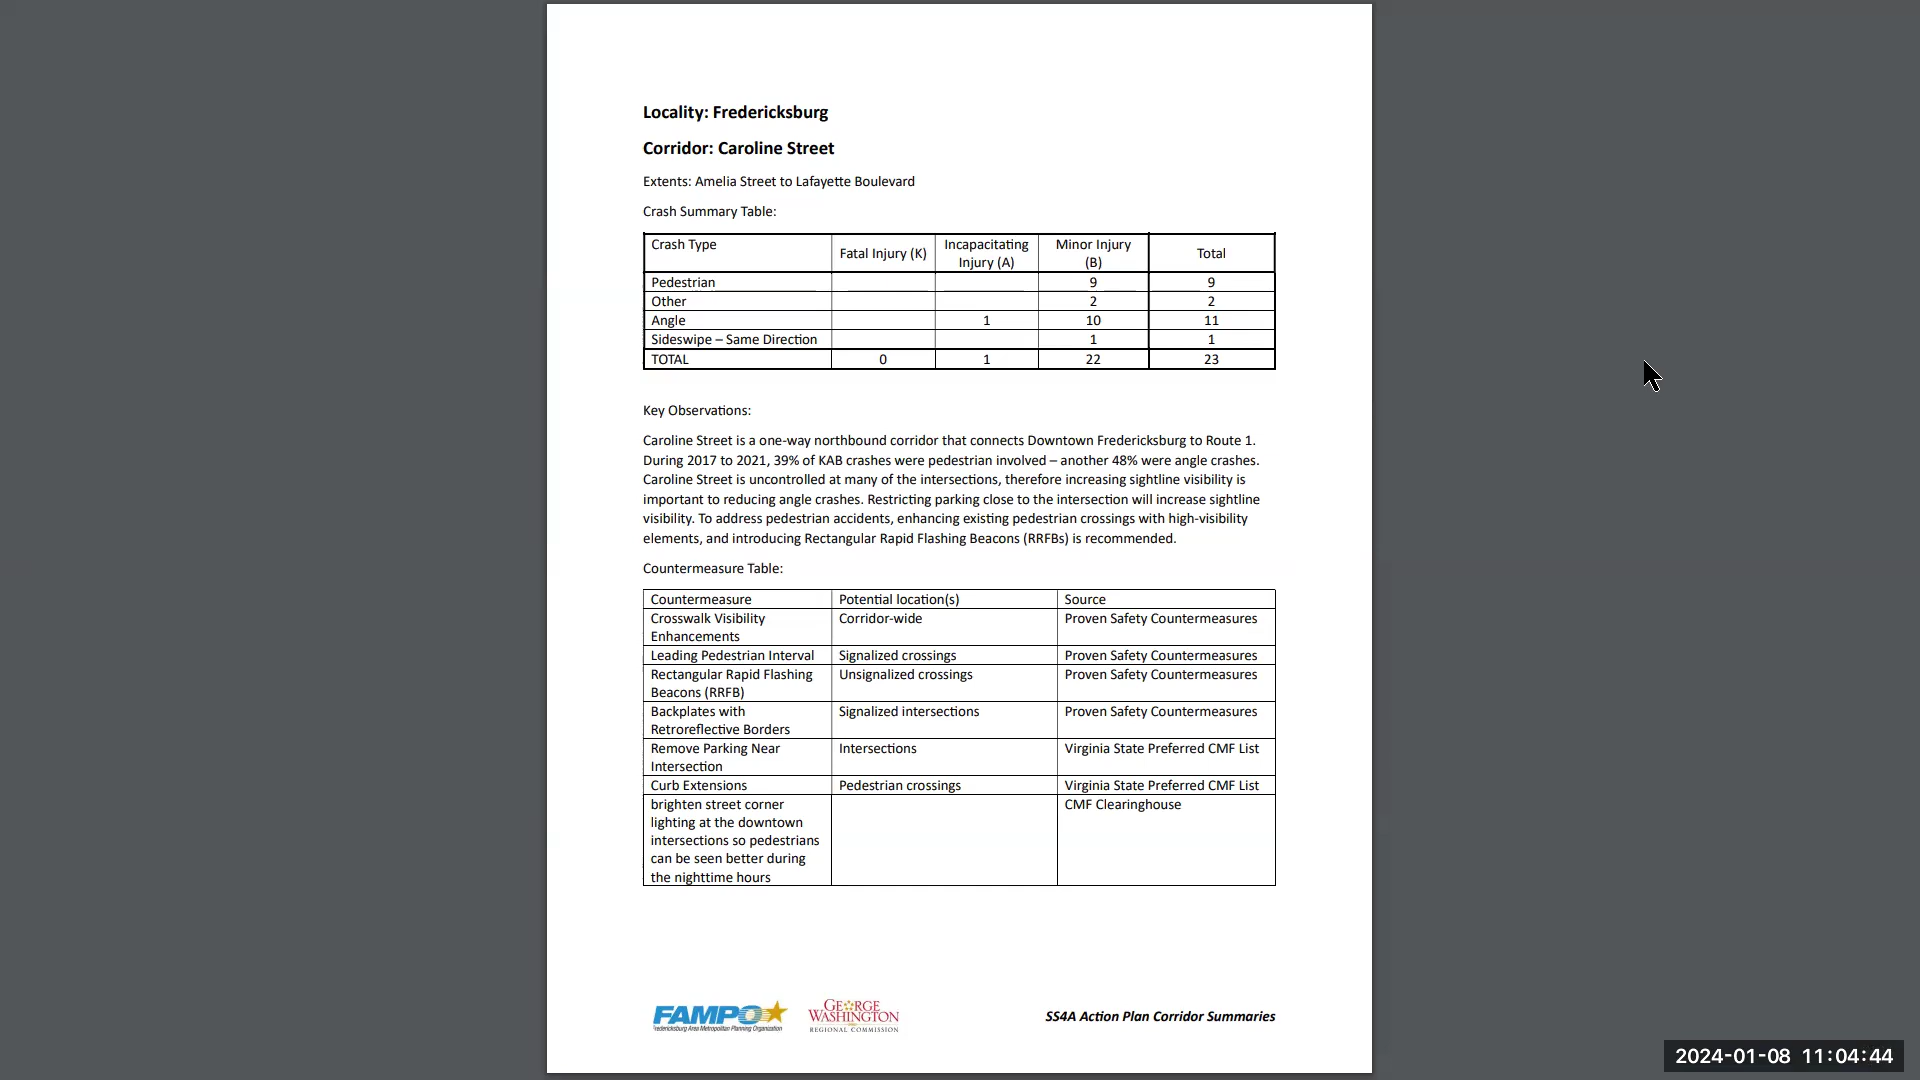 Locality: Fredericksburg
Corridor: Caroline Street
Extents: Amelia Street to Lafayette Boulevard
Crash Summary Table:
Crash Type Fatal Injury (K) Incapacitating Injury (A) Minor Injury (B) Total
Pedestrian 9 9
Other 2 2
Angle 1 10 11
Sideswipe – Same Direction 1 1
TOTAL 0 1 22 23
Key Observations:
Caroline Street is a one-way northbound corridor that connects Downtown Fredericksburg to Route 1.
During 2017 to 2021, 39% of KAB crashes were pedestrian involved – another 48% were angle crashes.
Caroline Street is uncontrolled at many of the intersections, therefore increasing sightline visibility is
important to reducing angle crashes. Restricting parking close to the intersection will increase sightline
visibility. To address pedestrian accidents, enhancing existing pedestrian crossings with high-visibility
elements, and introducing Rectangular Rapid Flashing Beacons (RRFBs) is recommended.
Countermeasure Table:
Countermeasure Potential location(s) Source
Crosswalk Visibility Corridor-wide Proven Safety Countermeasures
Enhancements
Leading Pedestrian Interval Signalized crossings Proven Safety Countermeasures
Rectangular Rapid Flashing Unsignalized crossings Proven Safety Countermeasures
Beacons (RRFB)
Backplates with Signalized intersections Proven Safety Countermeasures
Retroreflective Borders
Remove Parking Near Intersections Virginia State Preferred CMF List
Intersection
Curb Extensions Pedestrian crossings Virginia State Preferred CMF List
brighten street corner CMF Clearinghouse
lighting at the downtown
intersections so pedestrians
can be seen better during
the nighttime hours
FAMPO
Fredericksburg Area Metropolitan Planning Organization
GEORGE
WASHINGTON
REGIONAL COMMISSION
SS4A Action Plan Corridor Summaries
2024-01-08 11:04:44